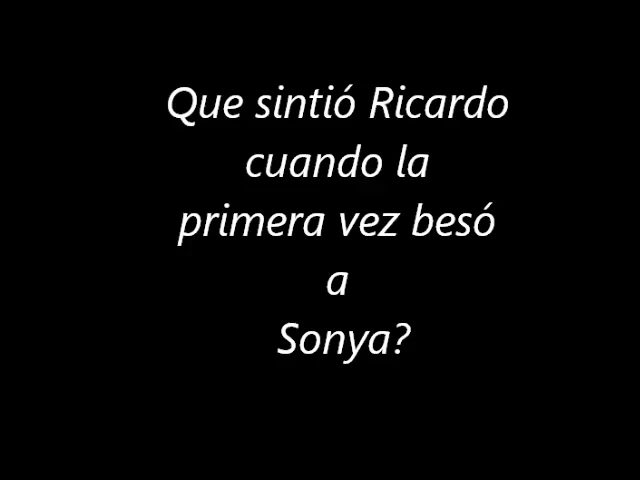 Que sintió Ricardo
cuando la
primera vez besó
a
Sonya?